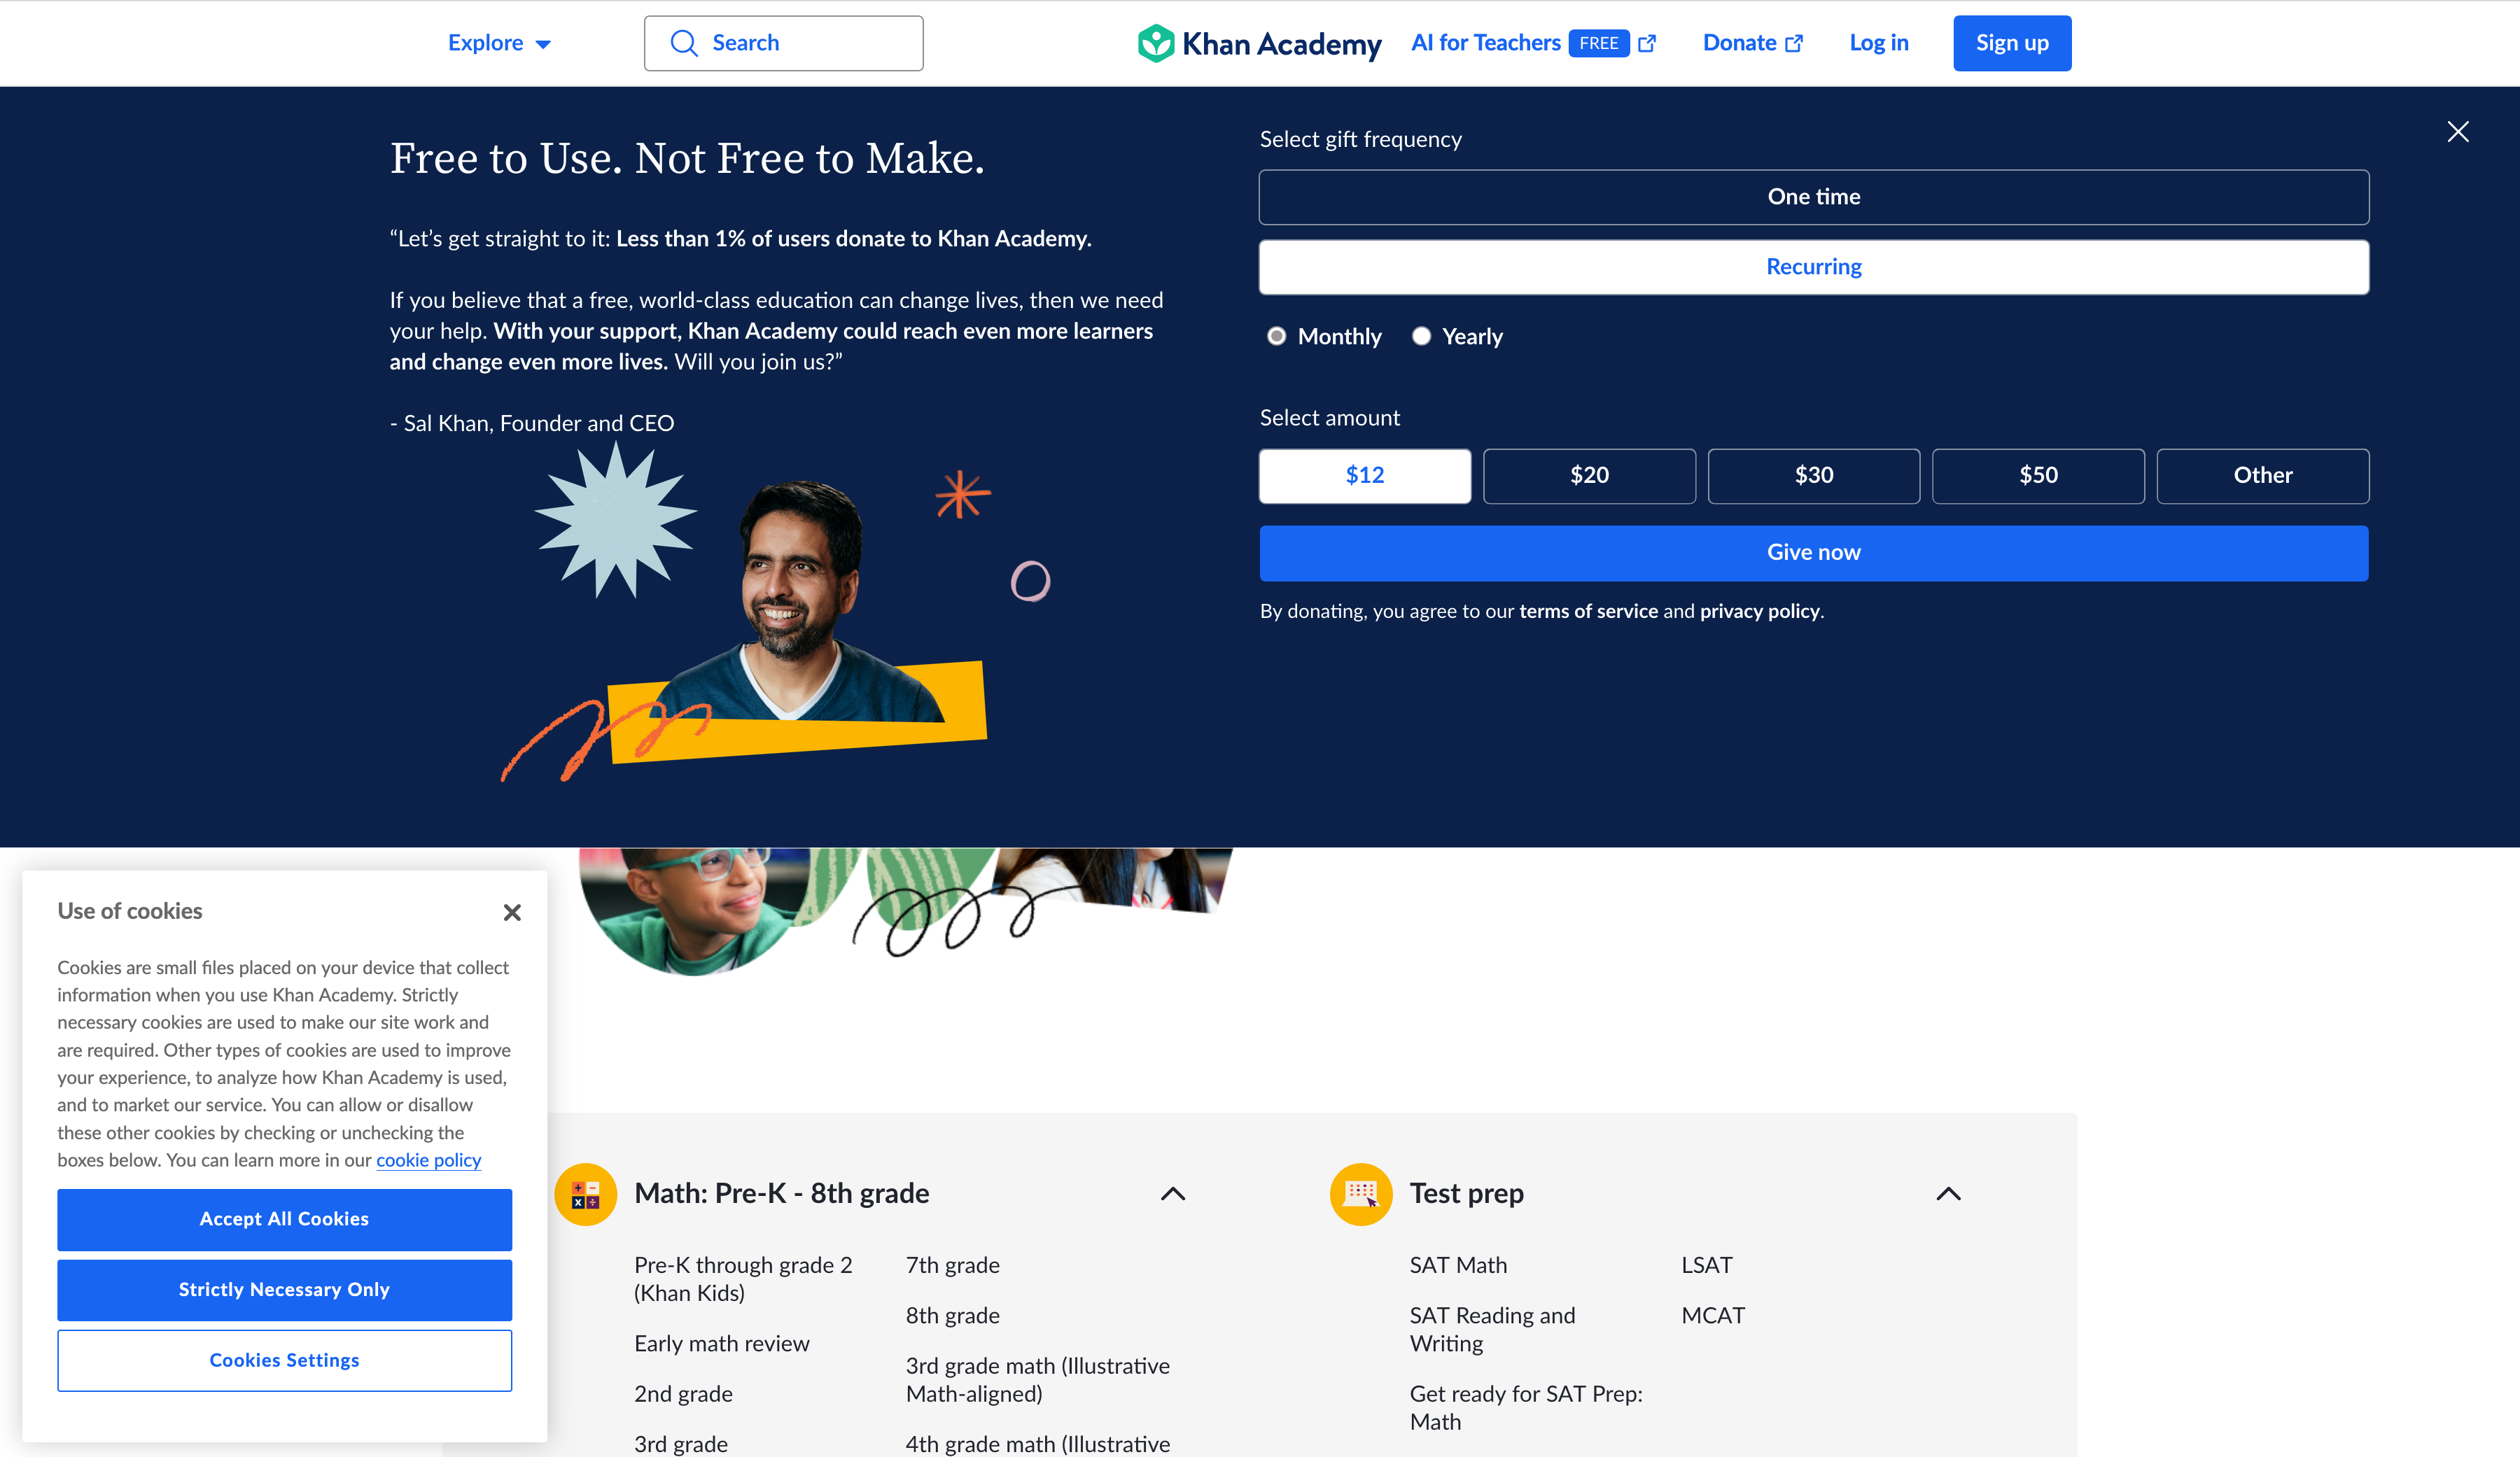 Explore
Search
Khan Academy
AI for Teachers FREE
Donate
Log in
Sign up
Free to Use. Not Free to Make.
“Let’s get straight to it: Less than 1% of users donate to Khan Academy.
If you believe that a free, world-class education can change lives, then we need
your help. With your support, Khan Academy could reach even more learners
and change even more lives. Will you join us?”
- Sal Khan, Founder and CEO
Select gift frequency
One time
Recurring
Monthly Yearly
Select amount
$12 $20 $30 $50 Other
Give now
By donating, you agree to our terms of service and privacy policy.
Use of cookies
Cookies are small files placed on your device that collect
information when you use Khan Academy. Strictly
necessary cookies are used to make our site work and
are required. Other types of cookies are used to improve
your experience, to analyze how Khan Academy is used,
and to market our service. You can allow or disallow
these other cookies by checking or unchecking the
boxes below. You can learn more in our cookie policy
Accept All Cookies
Strictly Necessary Only
Cookies Settings
Math: Pre-K - 8th grade
Pre-K through grade 2
(Khan Kids)
Early math review
2nd grade
3rd grade
7th grade
8th grade
3rd grade math (Illustrative
Math-aligned)
4th grade math (Illustrative
Test prep
SAT Math
SAT Reading and
Writing
Get ready for SAT Prep:
Math
LSAT
MCAT